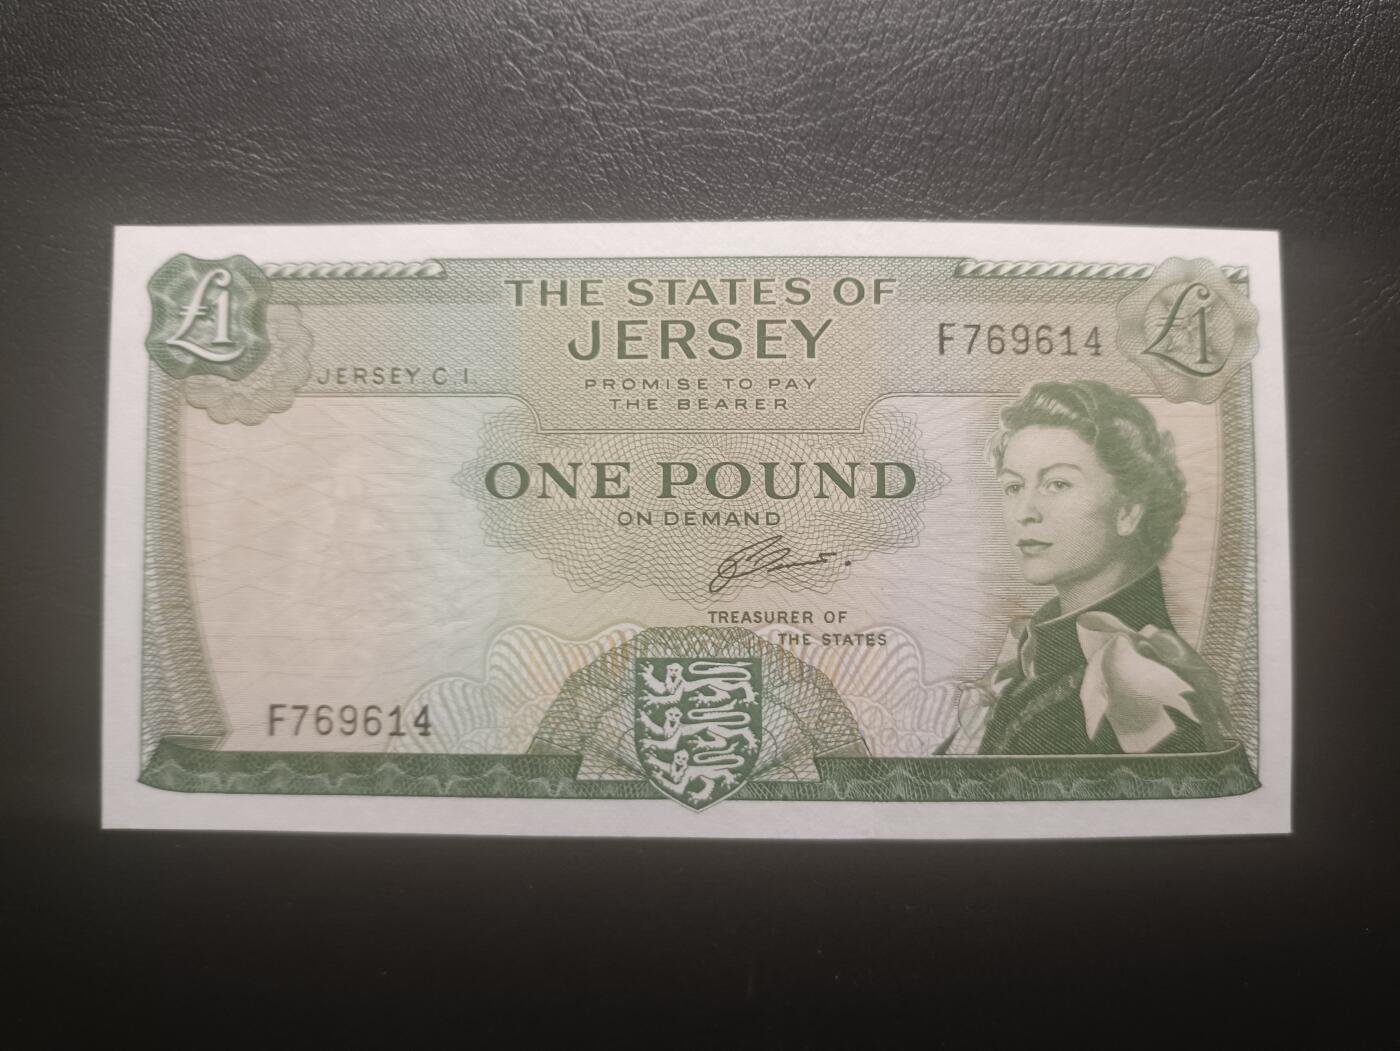 £1
THE STATES OF
JERSEY
F769614
£1
JERSEY C.I.
PROMISE TO PAY
THE BEARER
ONE POUND
ON DEMAND
TREASURER OF
THE STATES
F769614